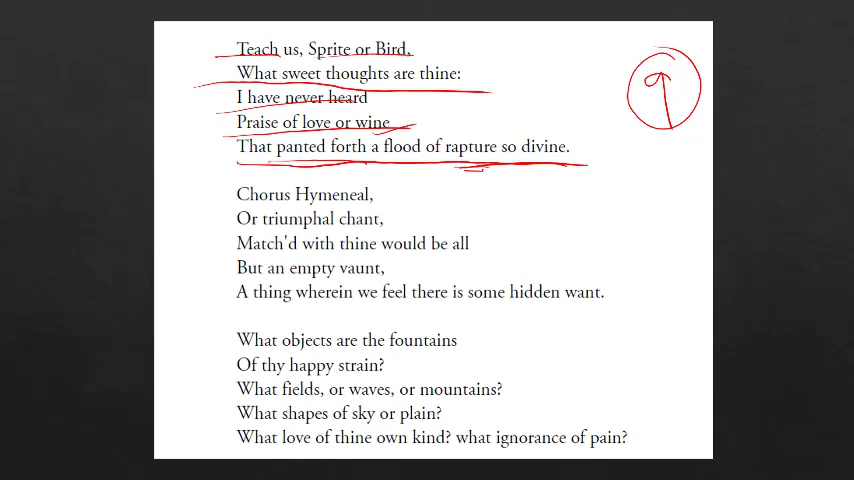 Teach us, Sprite or Bird,
What sweet thoughts are thine:
I have never heard
Praise of love or wine
That panted forth a flood of rapture so divine.
Chorus Hymeneal,
Or triumphal chant,
Match'd with thine would be all
But an empty vaunt,
A thing wherein we feel there is some hidden want.
What objects are the fountains
Of thy happy strain?
What fields, or waves, or mountains?
What shapes of sky or plain?
What love of thine own kind? what ignorance of pain?